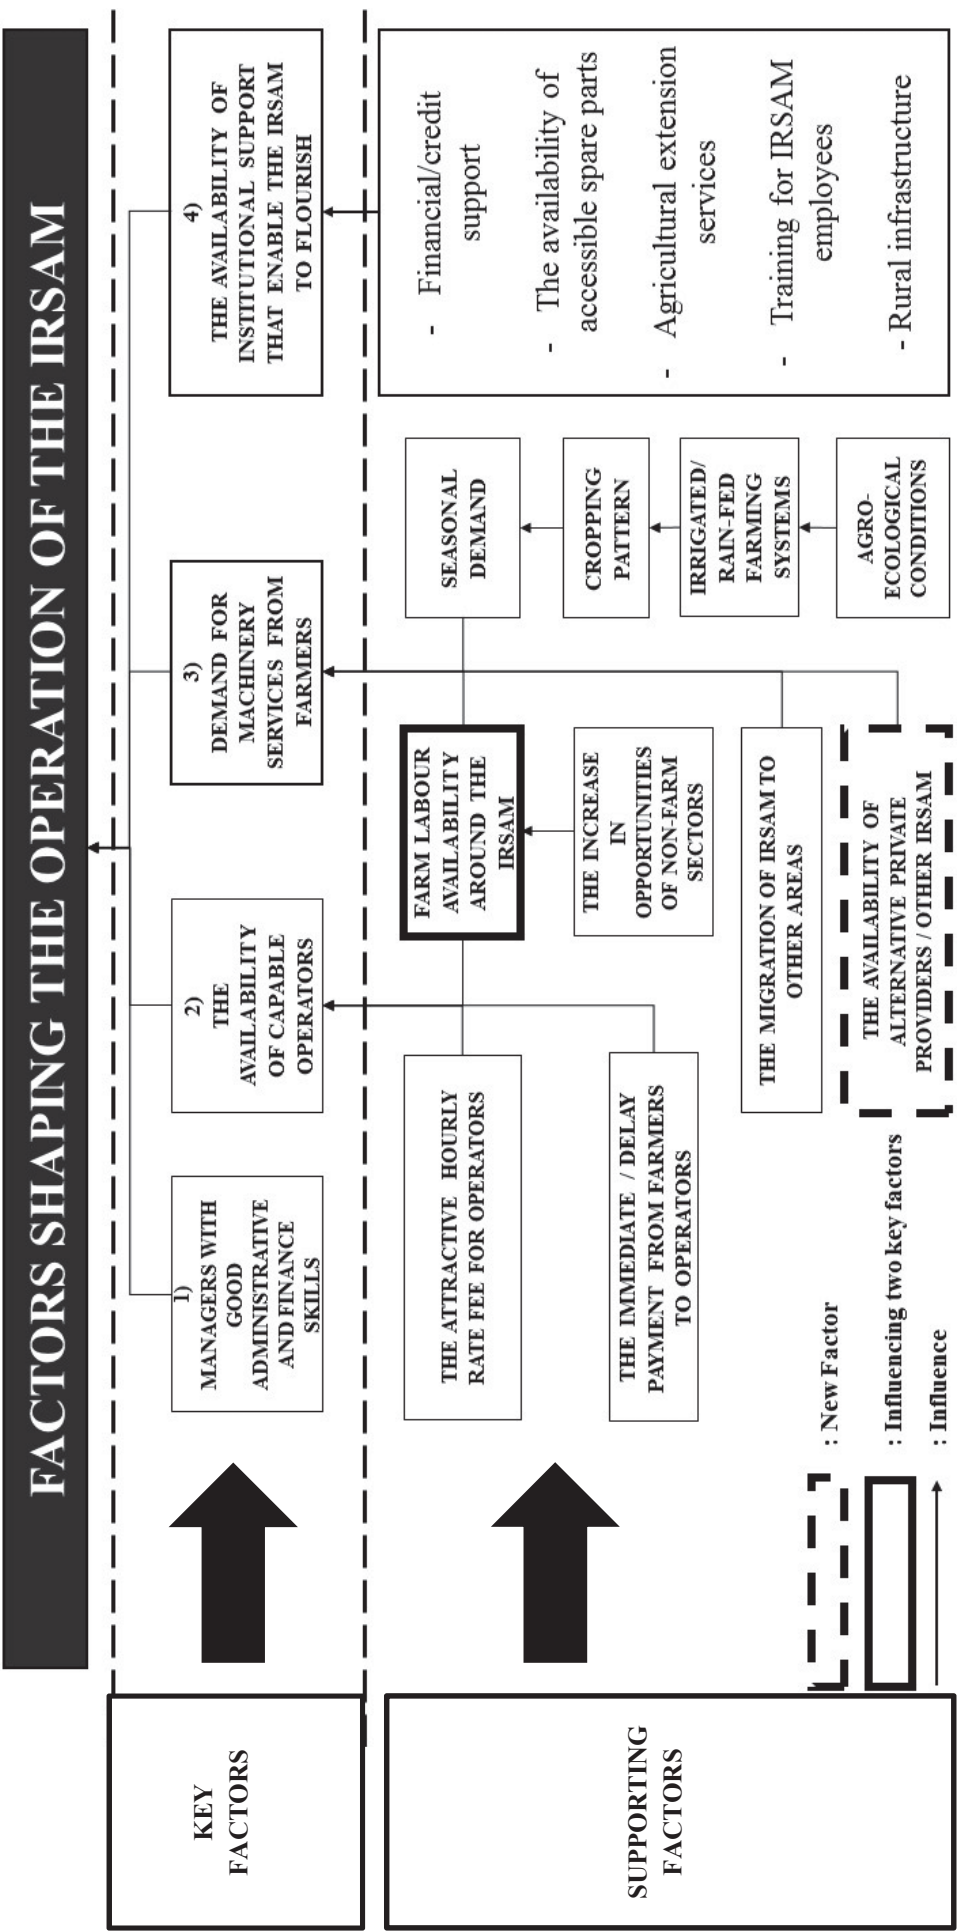 FACTORS SHAPING THE OPERATION OF THE IRSAM
KEY
FACTORS
1)
MANAGERS WITH
GOOD
ADMINISTRATIVE
AND FINANCE
SKILLS
2)
THE
AVAILABILITY
OF CAPABLE
OPERATORS
3)
DEMAND FOR
MACHINERY
SERVICES FROM
FARMERS
4)
THE AVAILABILITY OF
INSTITUTIONAL SUPPORT
THAT ENABLE THE IRSAM
TO FLOURISH
SUPPORTING
FACTORS
THE ATTRACTIVE HOURLY
RATE FEE FOR OPERATORS
THE IMMEDIATE / DELAY
PAYMENT FROM FARMERS
TO OPERATORS
FARM LABOUR
AVAILABILITY
AROUND THE
IRSAM
THE INCREASE
IN
OPPORTUNITIES
OF NON-FARM
SECTORS
THE MIGRATION OF IRSAM TO
OTHER AREAS
THE AVAILABILITY OF
ALTERNATIVE PRIVATE
PROVIDERS / OTHER IRSAM
SEASONAL
DEMAND
CROPPING
PATTERN
IRRIGATED/
RAIN-FED
FARMING
SYSTEMS
AGRO-
ECOLOGICAL
CONDITIONS
- Financial/credit
support
- The availability of
accessible spare parts
- Agricultural extension
services
- Training for IRSAM
employees
- Rural infrastructure
: New Factor
: Influencing two key factors
: Influence